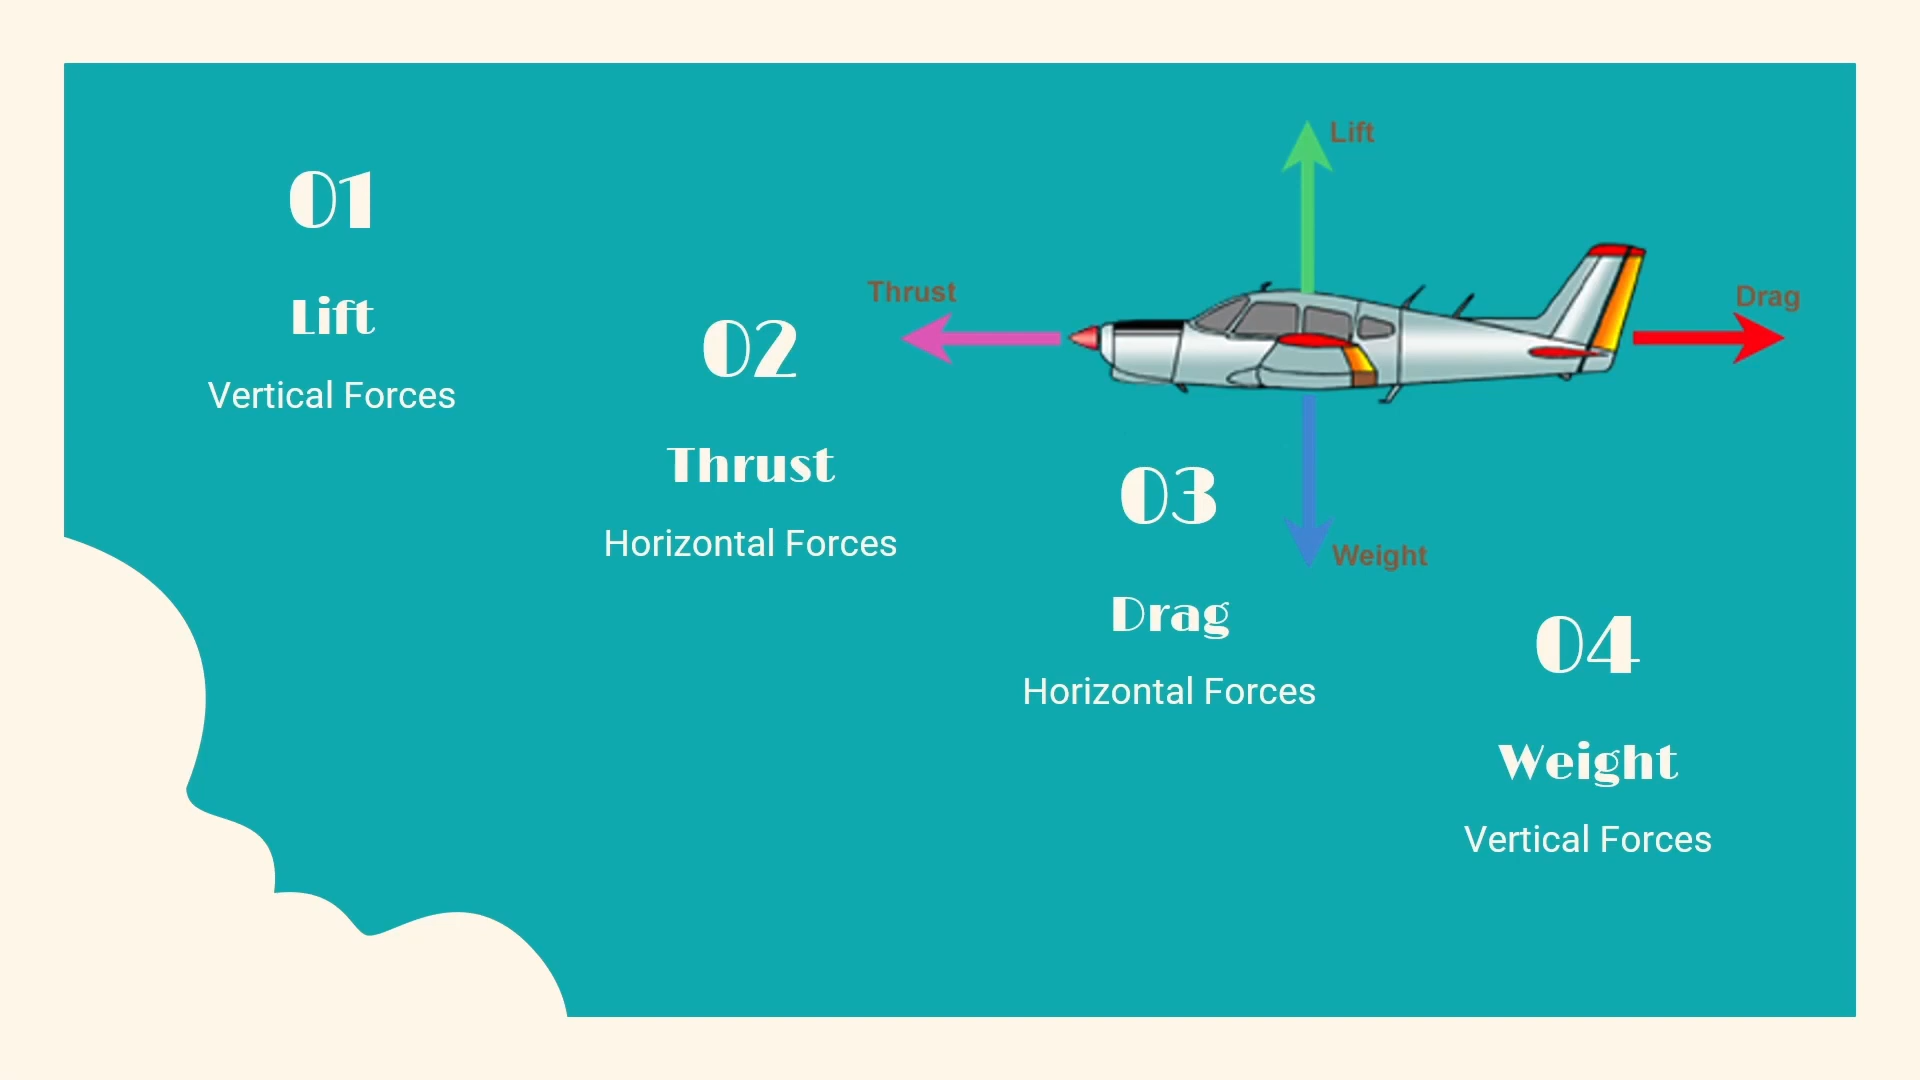 01
Lift
Vertical Forces
02
Thrust
Horizontal Forces
03
Drag
Horizontal Forces
04
Weight
Vertical Forces
Lift
Thrust
Drag
Weight